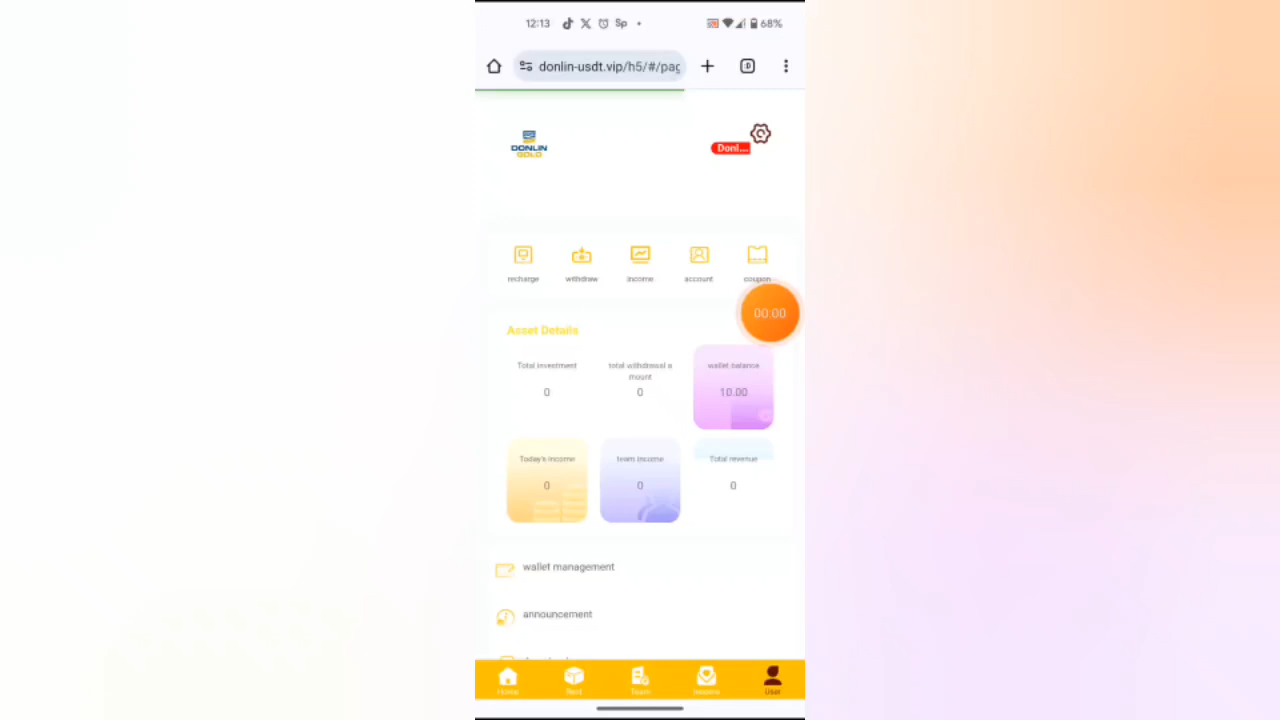 12:13 Sp 68%
donlin-usdt.vip/h5/#/pag :D
DONLIN
GOLD
Donl...
recharge withdraw income account coupon
00:00
Asset Details
Total investment total withdrawal a wallet balance
mount
0 0 10.00
Today's income team income Total revenue
0 0 0
wallet management
announcement
Home Rent Team Inspire User